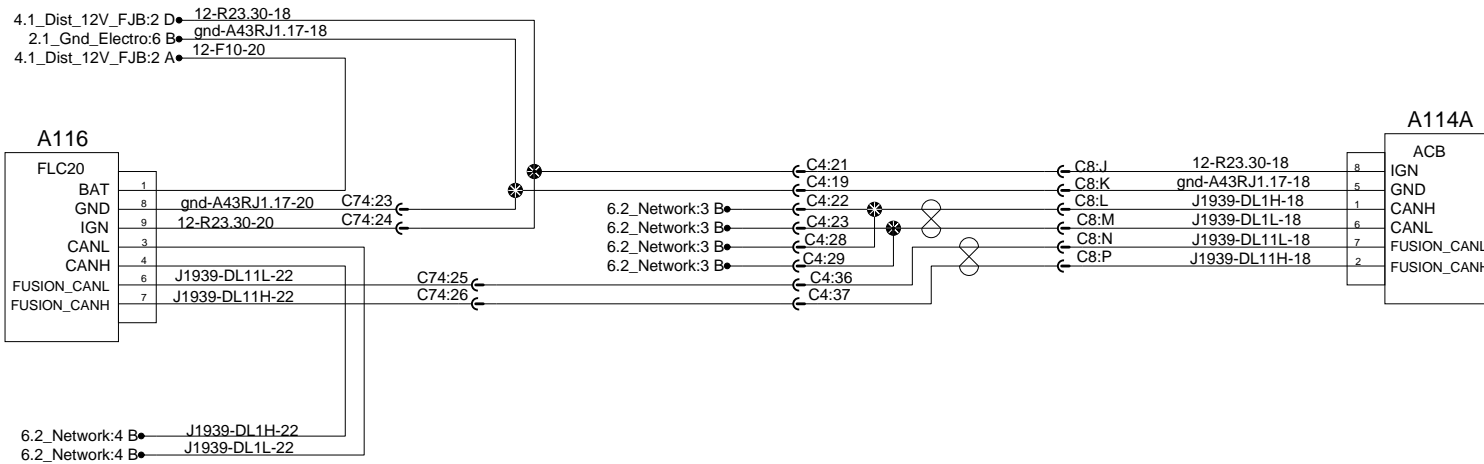 4.1_Dist_12V_FJB:2 D 12-R23.30-18
2.1_Gnd_Electro:6 B gnd-A43RJ1.17-18
4.1_Dist_12V_FJB:2 A 12-F10-20
A116
FLC20
BAT 1
GND 8 gnd-A43RJ1.17-20 C74:23
IGN 9 12-R23.30-20 C74:24
CANL 3
CANH 4
FUSION_CANL 6 J1939-DL11L-22 C74:25
FUSION_CANH 7 J1939-DL11H-22 C74:26
6.2_Network:4 B J1939-DL1H-22
6.2_Network:4 B J1939-DL1L-22
C4:21
C4:19
6.2_Network:3 B C4:22
6.2_Network:3 B C4:23
6.2_Network:3 B C4:28
6.2_Network:3 B C4:29
C4:36
C4:37
A114A
ACB
C8:J 12-R23.30-18 8 IGN
C8:K gnd-A43RJ1.17-18 5 GND
C8:L J1939-DL1H-18 1 CANH
C8:M J1939-DL1L-18 6 CANL
C8:N J1939-DL11L-18 7 FUSION_CANL
C8:P J1939-DL11H-18 2 FUSION_CANH